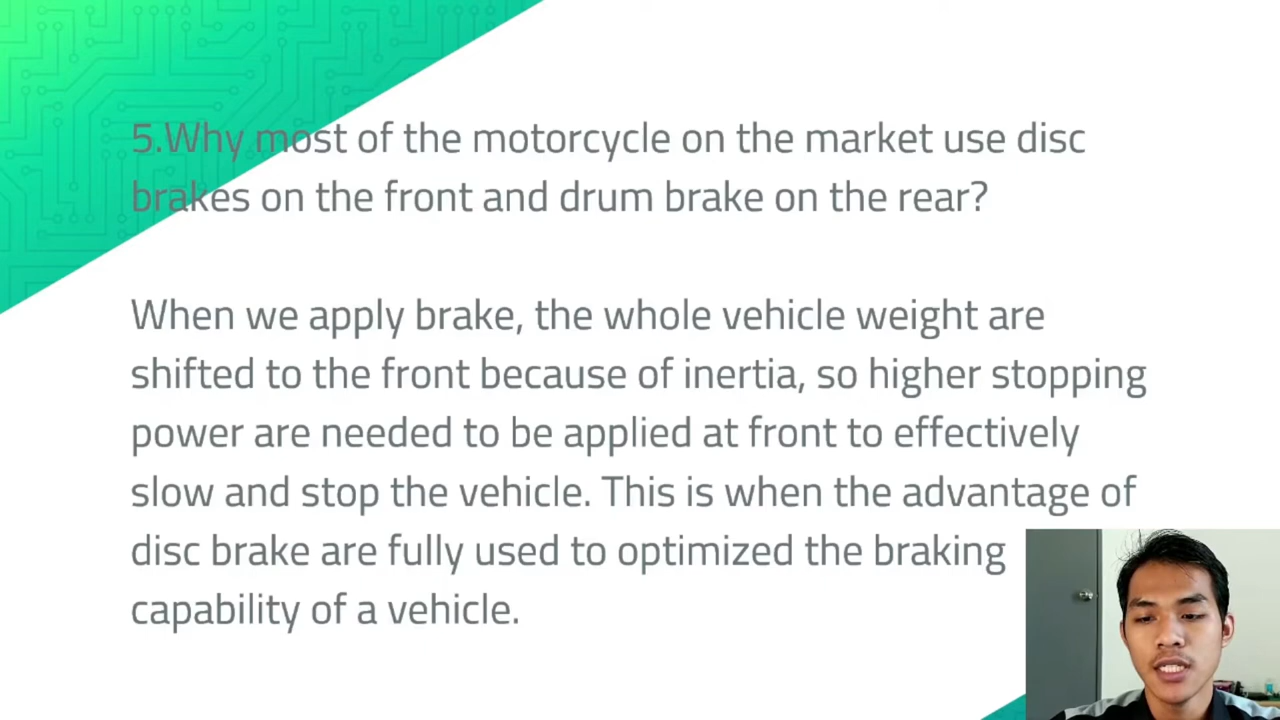 5.Why most of the motorcycle on the market use disc
brakes on the front and drum brake on the rear?
When we apply brake, the whole vehicle weight are
shifted to the front because of inertia, so higher stopping
power are needed to be applied at front to effectively
slow and stop the vehicle. This is when the advantage of
disc brake are fully used to optimized the braking
capability of a vehicle.